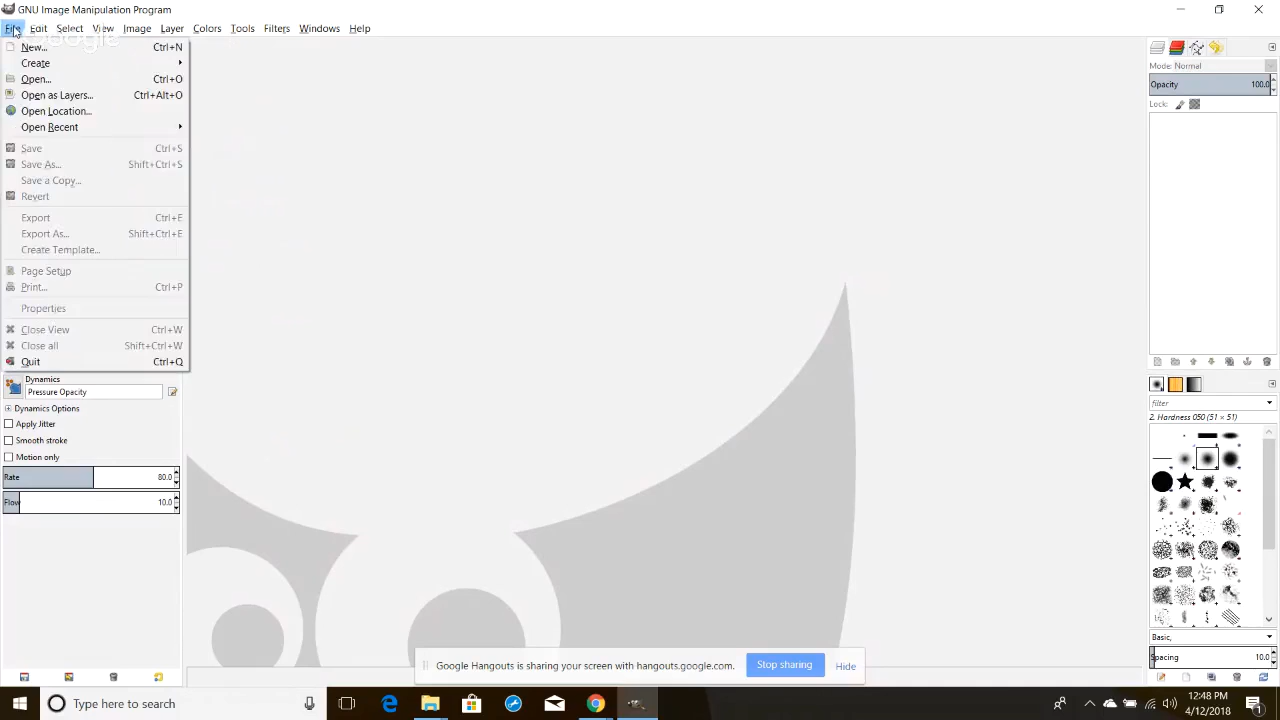 GNU Image Manipulation Program
File Edit Select View Image Layer Colors Tools Filters Windows Help
Google
New... Ctrl+N
Create
Open... Ctrl+O
Open as Layers... Ctrl+Alt+O
Open Location...
Open Recent
Save Ctrl+S
Save As... Shift+Ctrl+S
Save a Copy...
Revert
Export Ctrl+E
Export As... Shift+Ctrl+E
Create Template...
Page Setup
Print... Ctrl+P
Properties
Close View Ctrl+W
Close all Shift+Ctrl+W
Quit Ctrl+Q
Dynamics
Pressure Opacity
Dynamics Options
Apply Jitter
Smooth stroke
Motion only
Rate 80.0
Flow 10.0
Mode: Normal
Opacity 100.0
Lock:
filter
2. Hardness 050 (51 × 51)
Basic,
Spacing 10.0
Google Hangouts is sharing your screen with hangouts.google.com. Stop sharing Hide
Type here to search
12:48 PM
4/12/2018
1